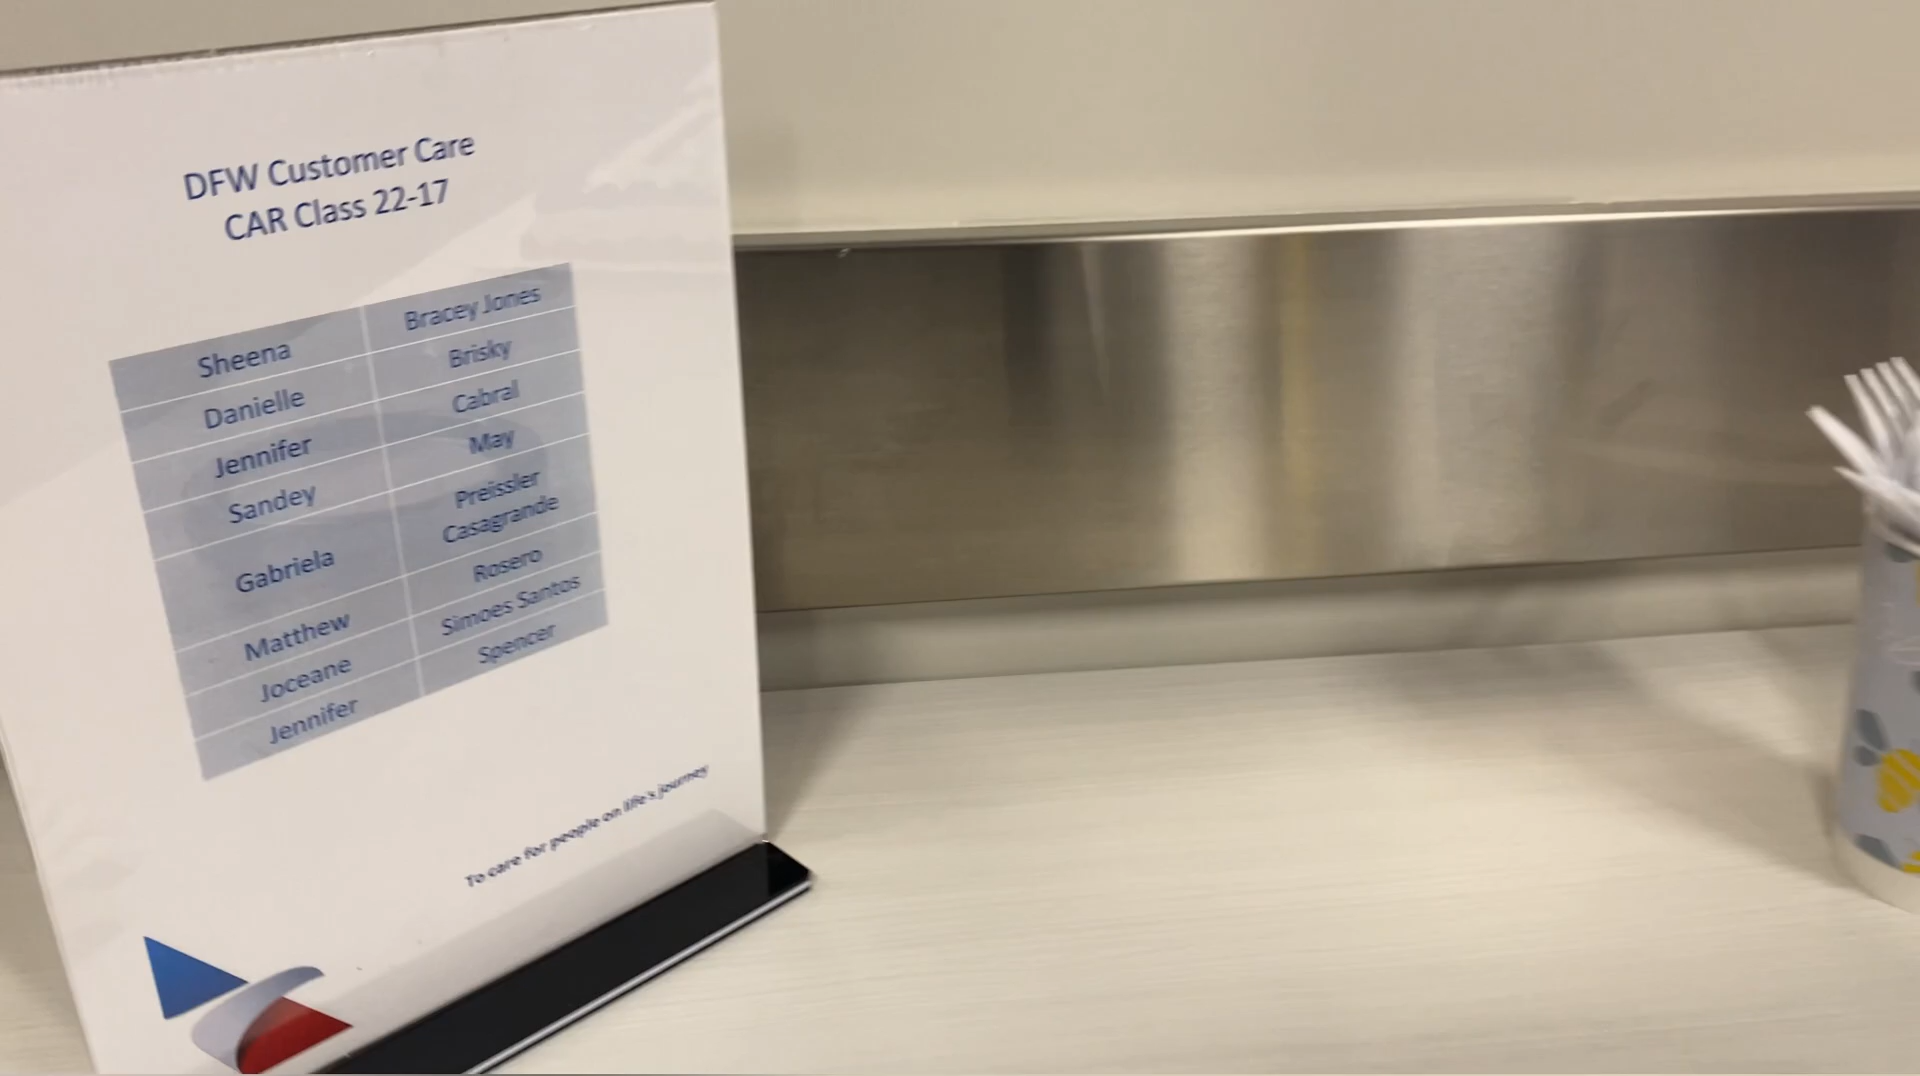 DFW Customer Care
CAR Class 22-17
Sheena Bracey Jones
Danielle Brisky
Jennifer Cabral
Sandey May
Gabriela Preissler
Casagrande
Matthew Rosero
Joceane Simoes Santos
Jennifer Spencer
To care for people on life's journey